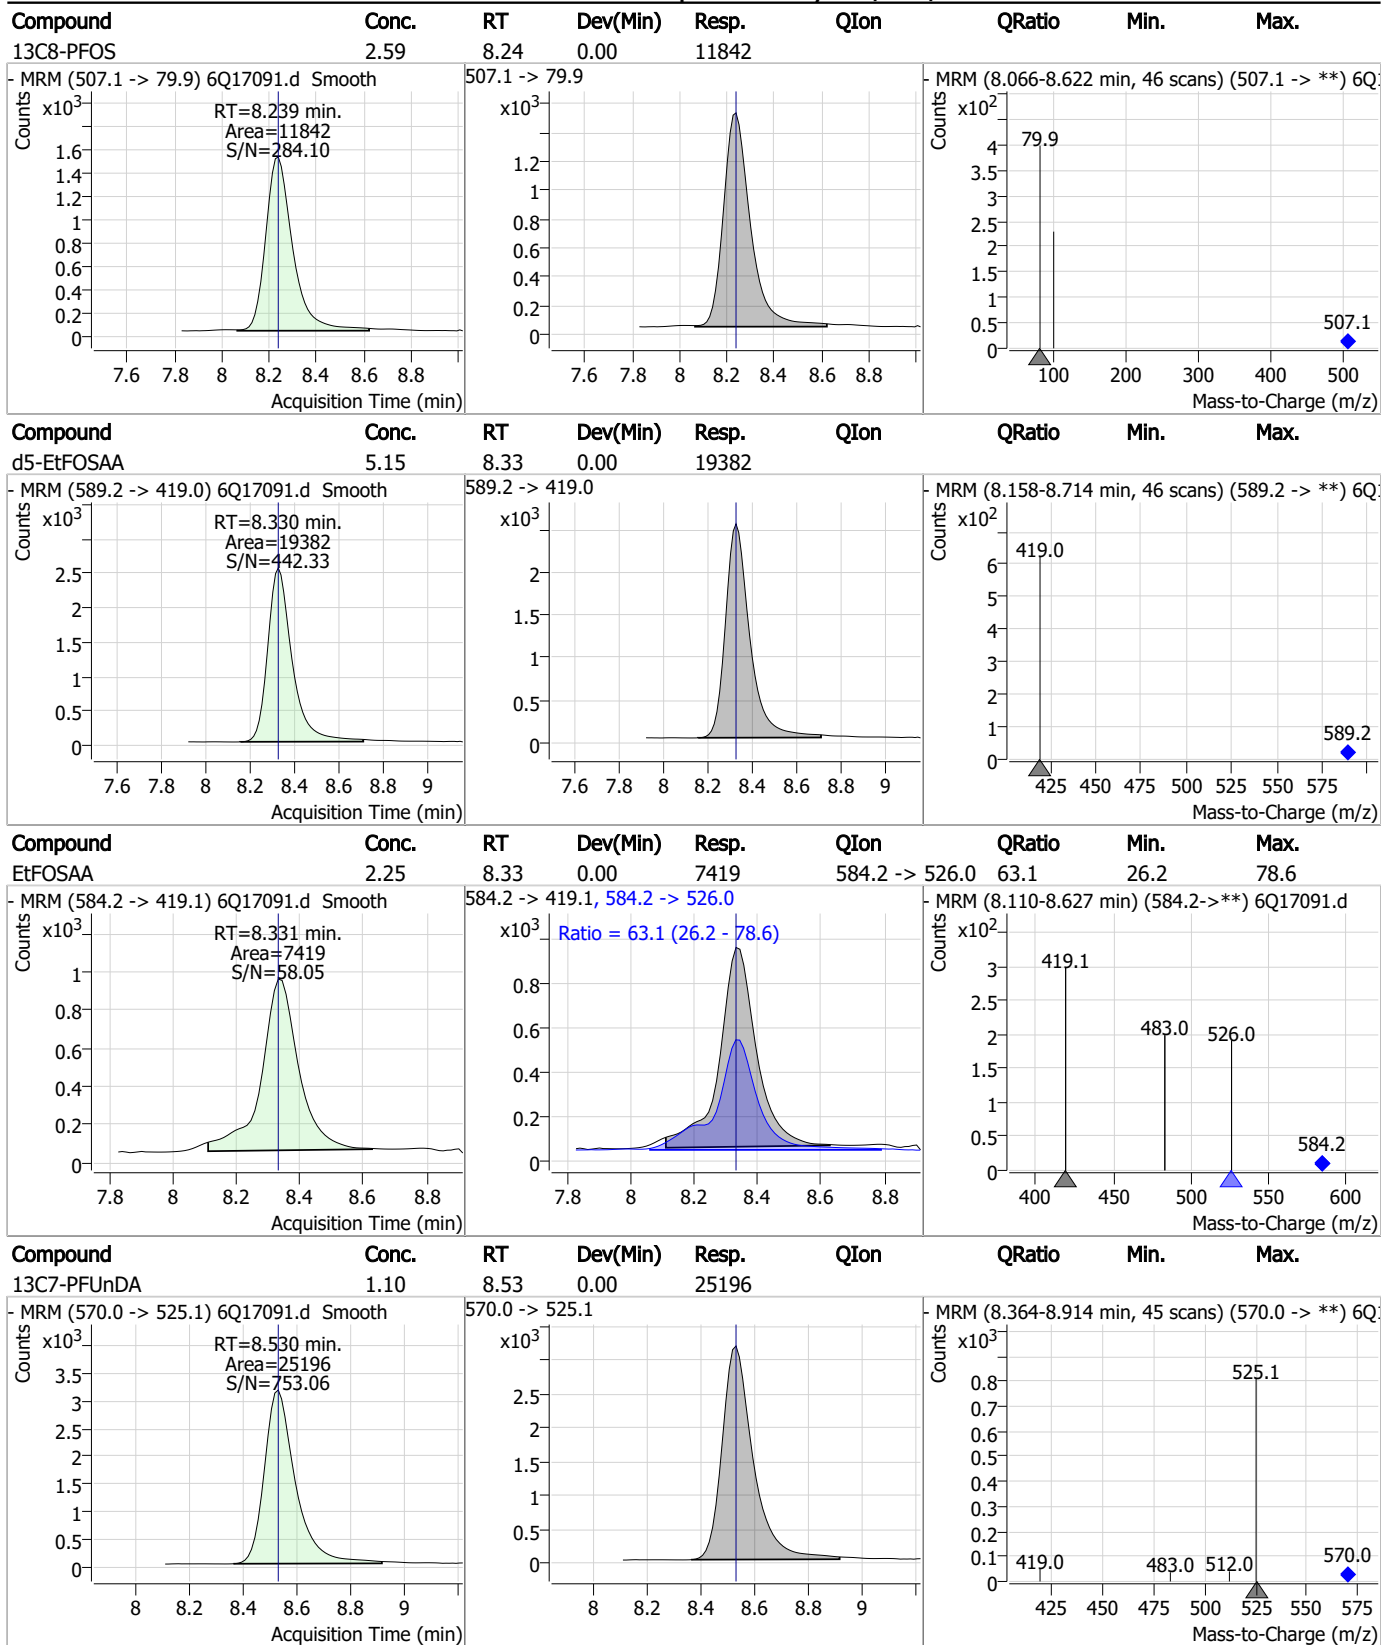 Compound Conc. RT Dev(Min) Resp. QIon QRatio Min. Max.
13C8-PFOS 2.59 8.24 0.00 11842
- MRM (507.1 -> 79.9) 6Q17091.d Smooth
507.1 -> 79.9
- MRM (8.066-8.622 min, 46 scans) (507.1 -> **) 6Q1
Counts
x10³
RT=8.239 min.
Area=11842
S/N=284.10
1.6
1.4
1.2
1
0.8
0.6
0.4
0.2
0
7.6 7.8 8 8.2 8.4 8.6 8.8
Acquisition Time (min)
x10³
1.2
1
0.8
0.6
0.4
0.2
0
7.6 7.8 8 8.2 8.4 8.6 8.8
Counts
x10²
79.9
4
3.5
3
2.5
2
1.5
1
0.5
0
507.1
100 200 300 400 500
Mass-to-Charge (m/z)
Compound Conc. RT Dev(Min) Resp. QIon QRatio Min. Max.
d5-EtFOSAA 5.15 8.33 0.00 19382
- MRM (589.2 -> 419.0) 6Q17091.d Smooth
589.2 -> 419.0
- MRM (8.158-8.714 min, 46 scans) (589.2 -> **) 6Q1
Counts
x10³
RT=8.330 min.
Area=19382
S/N=442.33
2.5
2
1.5
1
0.5
0
7.6 7.8 8 8.2 8.4 8.6 8.8 9
Acquisition Time (min)
x10³
2
1.5
1
0.5
0
7.6 7.8 8 8.2 8.4 8.6 8.8 9
Counts
x10²
419.0
6
5
4
3
2
1
0
589.2
425 450 475 500 525 550 575
Mass-to-Charge (m/z)
Compound Conc. RT Dev(Min) Resp. QIon QRatio Min. Max.
EtFOSAA 2.25 8.33 0.00 7419 584.2 -> 526.0 63.1 26.2 78.6
- MRM (584.2 -> 419.1) 6Q17091.d Smooth
584.2 -> 419.1, 584.2 -> 526.0
- MRM (8.110-8.627 min) (584.2->**) 6Q17091.d
Counts
x10³
RT=8.331 min.
Area=7419
S/N=58.05
1
0.8
0.6
0.4
0.2
0
7.8 8 8.2 8.4 8.6 8.8
Acquisition Time (min)
x10³
Ratio = 63.1 (26.2 - 78.6)
0.8
0.6
0.4
0.2
0
7.8 8 8.2 8.4 8.6 8.8
Counts
x10²
419.1
483.0
526.0
3
2.5
2
1.5
1
0.5
0
584.2
400 450 500 550 600
Mass-to-Charge (m/z)
Compound Conc. RT Dev(Min) Resp. QIon QRatio Min. Max.
13C7-PFUnDA 1.10 8.53 0.00 25196
- MRM (570.0 -> 525.1) 6Q17091.d Smooth
570.0 -> 525.1
- MRM (8.364-8.914 min, 45 scans) (570.0 -> **) 6Q1
Counts
x10³
RT=8.530 min.
Area=25196
S/N=753.06
3.5
3
2.5
2
1.5
1
0.5
0
8 8.2 8.4 8.6 8.8 9
Acquisition Time (min)
x10³
2.5
2
1.5
1
0.5
0
8 8.2 8.4 8.6 8.8 9
Counts
x10³
525.1
0.8
0.7
0.6
0.5
0.4
0.3
0.2
0.1
0
419.0 483.0 512.0 570.0
425 450 475 500 525 550 575
Mass-to-Charge (m/z)